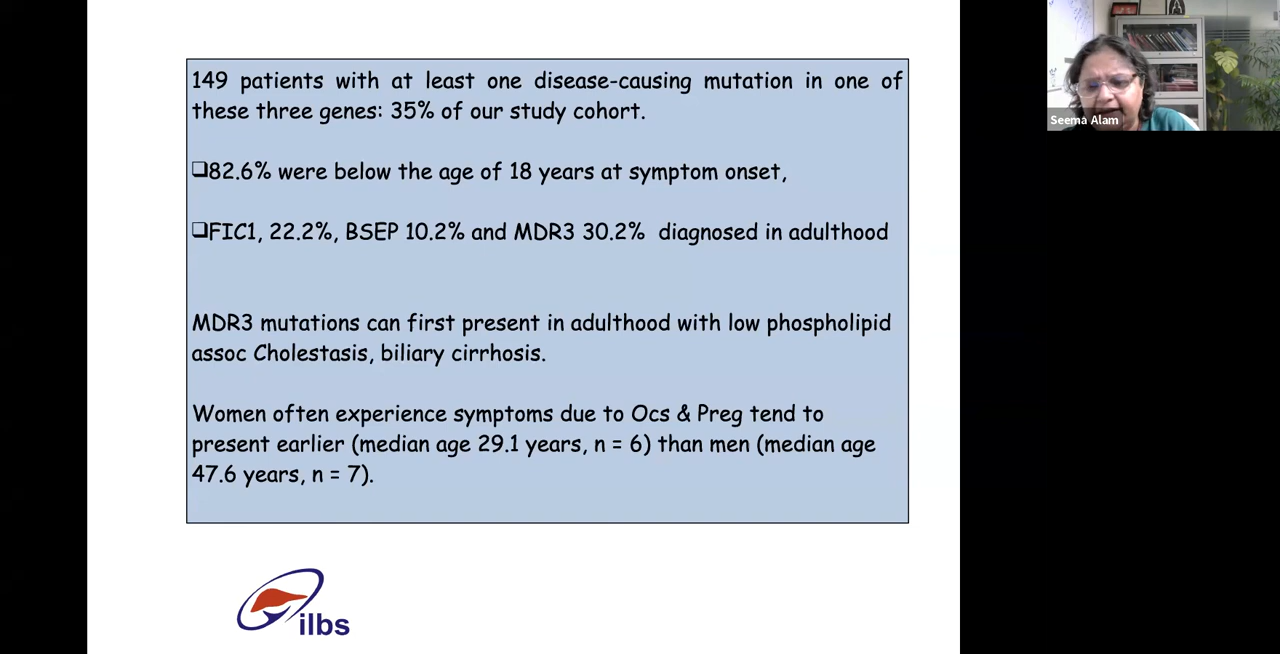 149 patients with at least one disease-causing mutation in one of
these three genes: 35% of our study cohort.
❑82.6% were below the age of 18 years at symptom onset,
❑FIC1, 22.2%, BSEP 10.2% and MDR3 30.2% diagnosed in adulthood
MDR3 mutations can first present in adulthood with low phospholipid
assoc Cholestasis, biliary cirrhosis.
Women often experience symptoms due to Ocs & Preg tend to
present earlier (median age 29.1 years, n = 6) than men (median age
47.6 years, n = 7).
ilbs
Seema Alam